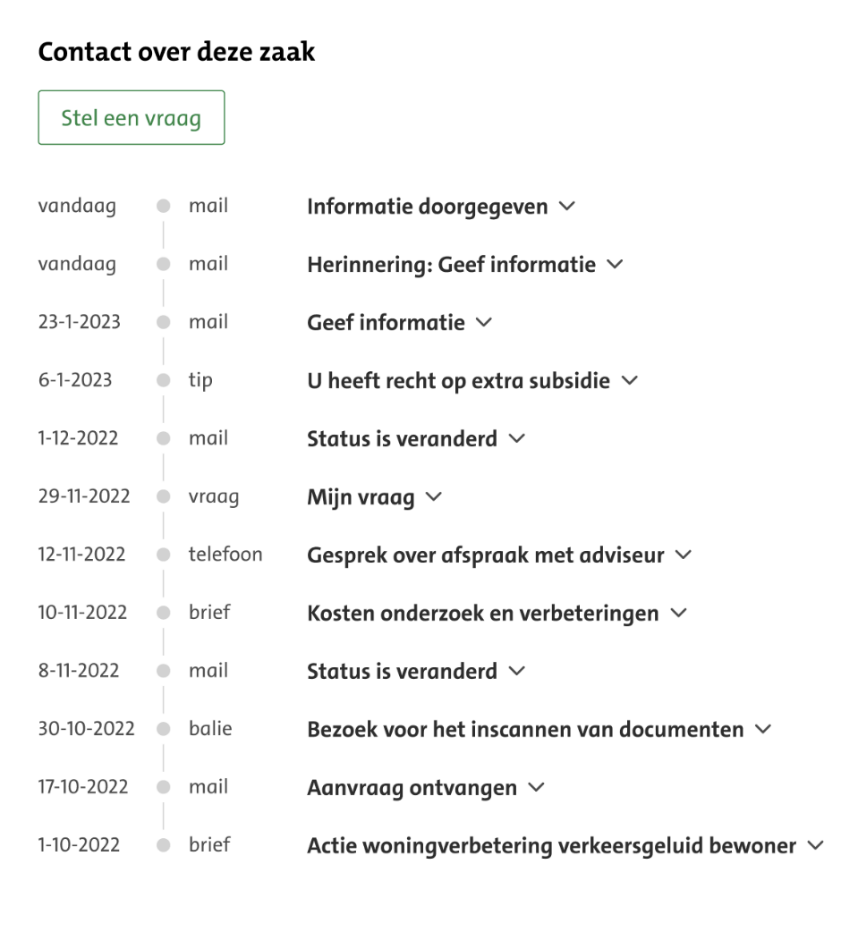 Contact over deze zaak
Stel een vraag
vandaag mail Informatie doorgegeven
vandaag mail Herinnering: Geef informatie
23-1-2023 mail Geef informatie
6-1-2023 tip U heeft recht op extra subsidie
1-12-2022 mail Status is veranderd
29-11-2022 vraag Mijn vraag
12-11-2022 telefoon Gesprek over afspraak met adviseur
10-11-2022 brief Kosten onderzoek en verbeteringen
8-11-2022 mail Status is veranderd
30-10-2022 balie Bezoek voor het inscannen van documenten
17-10-2022 mail Aanvraag ontvangen
1-10-2022 brief Actie woningverbetering verkeersgeluid bewoner